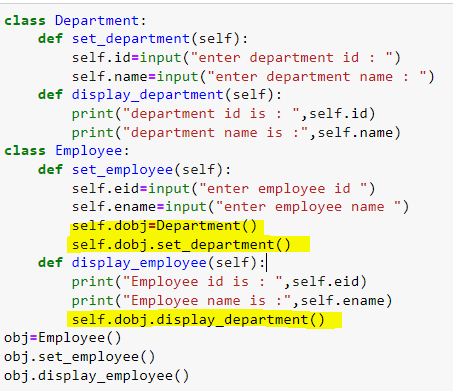 class Department:
    def set_department(self):
        self.id=input("enter department id : ")
        self.name=input("enter department name : ")
    def display_department(self):
        print("department id is : ",self.id)
        print("department name is :",self.name)
class Employee:
    def set_employee(self):
        self.eid=input("enter employee id ")
        self.ename=input("enter employee name ")
        self.dobj=Department()
        self.dobj.set_department()
    def display_employee(self):
        print("Employee id is : ",self.eid)
        print("Employee name is :",self.ename)
        self.dobj.display_department()
obj=Employee()
obj.set_employee()
obj.display_employee()